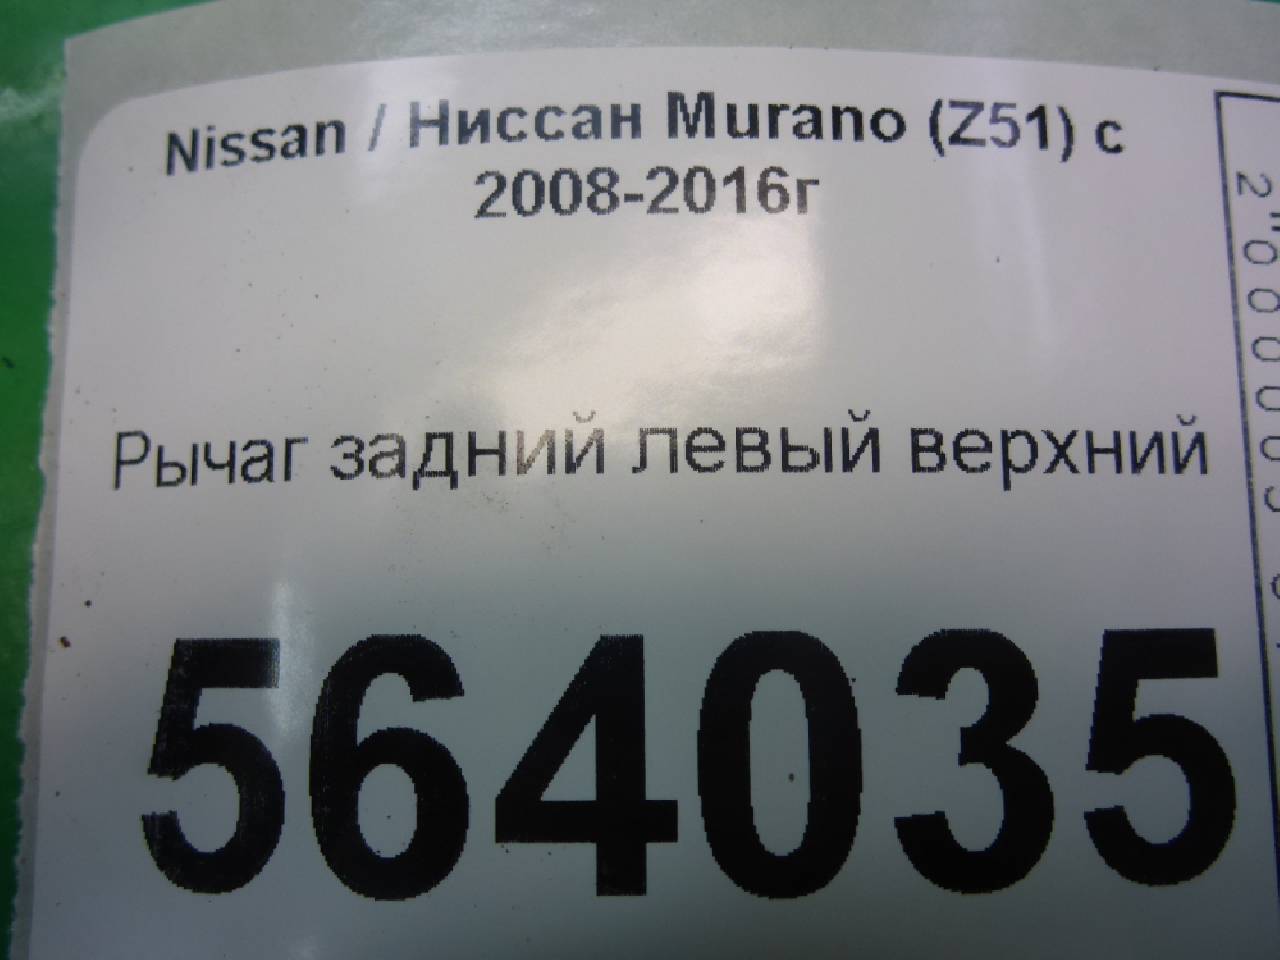 Nissan / Ниссан Murano (Z51) с
2008-2016г
Рычаг задний левый верхний
564035